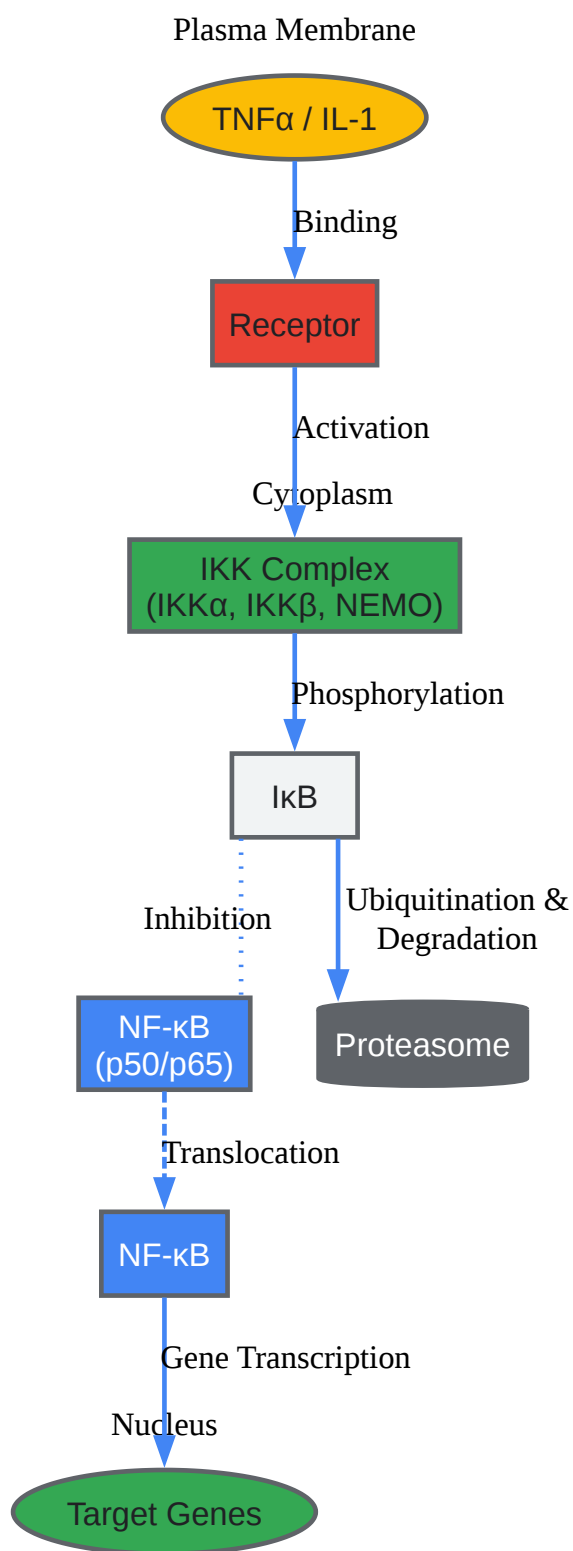 Plasma Membrane
TNFα / IL-1
Binding
Receptor
Activation
Cytoplasm
IKK Complex
(IKKα, IKKβ, NEMO)
Phosphorylation
IκB
Inhibition
Ubiquitination &
Degradation
NF-κB
(p50/p65)
Proteasome
Translocation
NF-κB
Gene Transcription
Nucleus
Target Genes